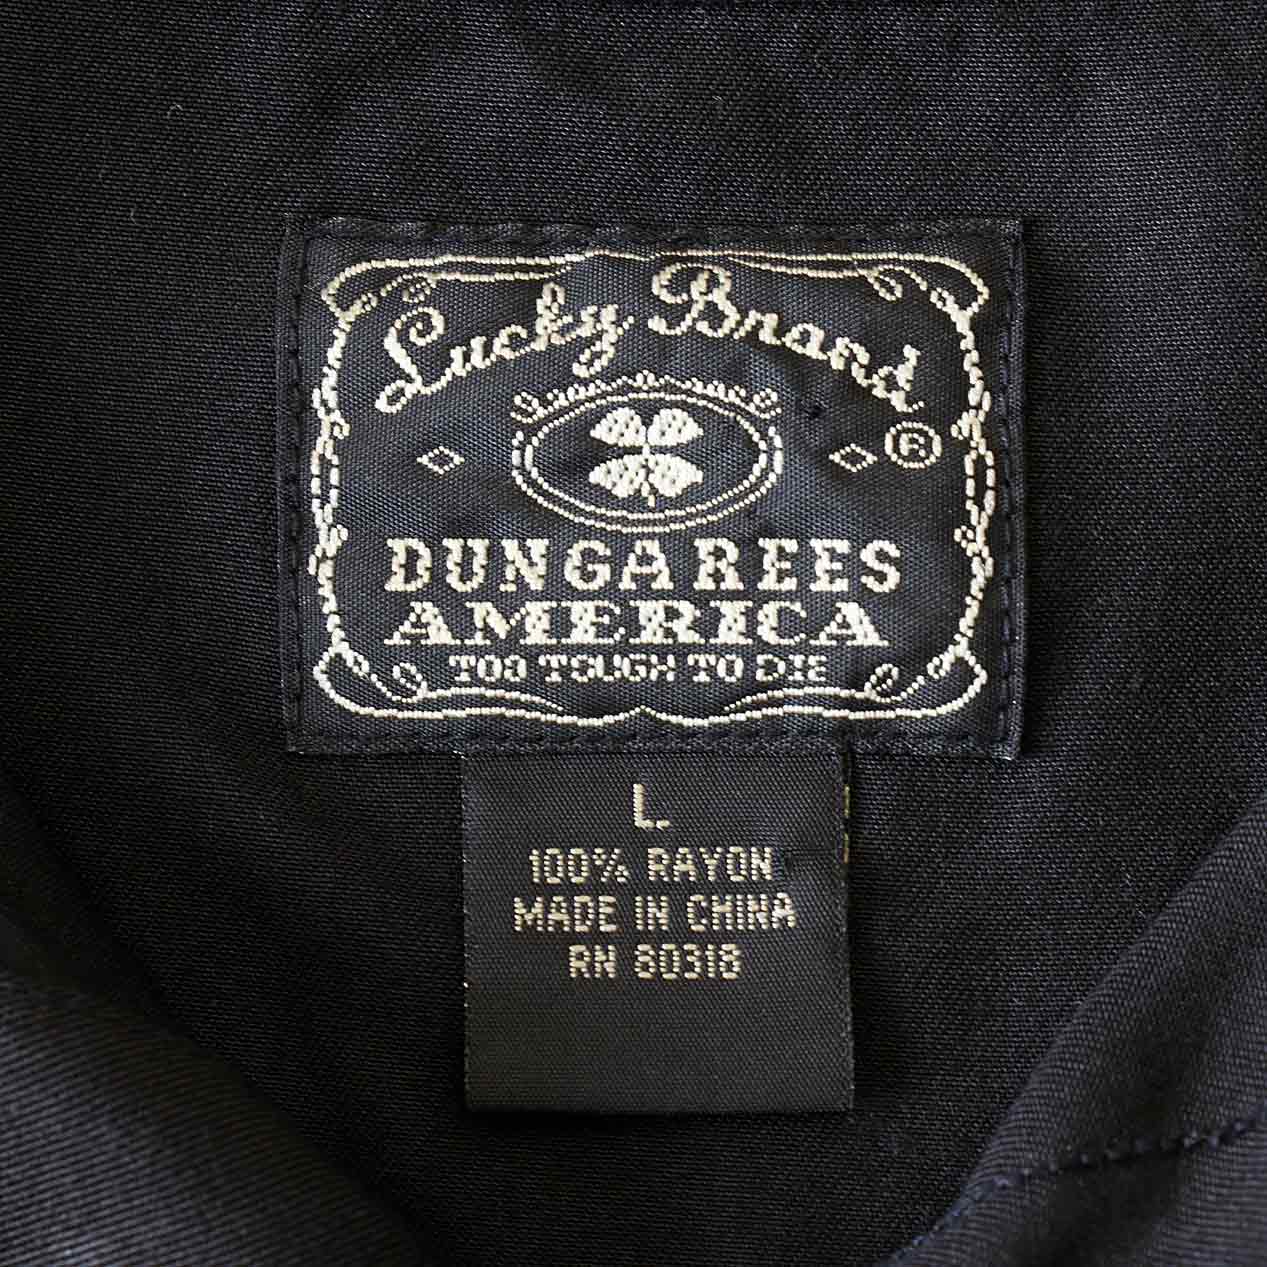 Lucky Brand
®
DUNGAREES
AMERICA
TOO TOUGH TO DIE
L
100% RAYON
MADE IN CHINA
RN 80318